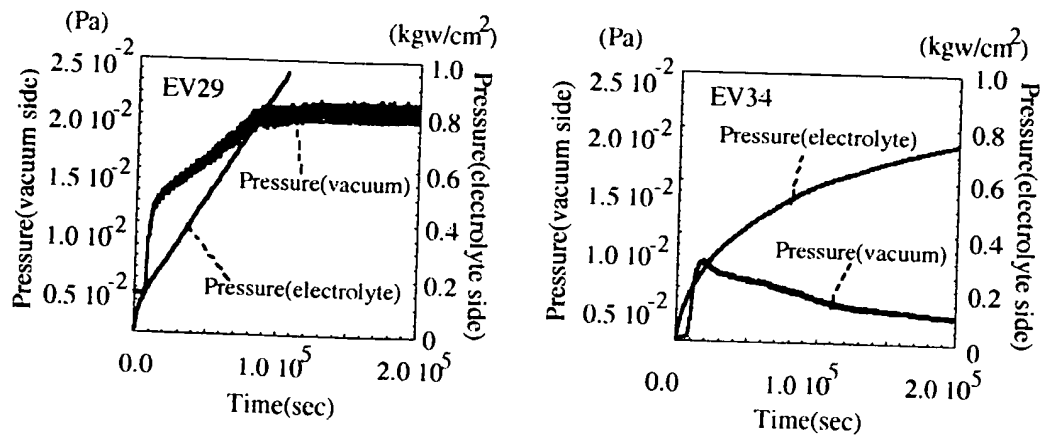 (Pa)
(kgw/cm2)
2.5 10-2
2.0 10-2
1.5 10-2
1.0 10-2
0.5 10-2
Pressure(vacuum side)
EV29
Pressure(vacuum)
Pressure(electrolyte)
1.0
0.8
0.6
0.4
0.2
0
Pressure(electrolyte side)
0.0
1.0 105
2.0 105
Time(sec)
(Pa)
(kgw/cm2)
2.5 10-2
2.0 10-2
1.5 10-2
1.0 10-2
0.5 10-2
Pressure(vacuum side)
EV34
Pressure(electrolyte)
Pressure(vacuum)
1.0
0.8
0.6
0.4
0.2
0
Pressure(electrolyte side)
0.0
1.0 105
2.0 105
Time(sec)